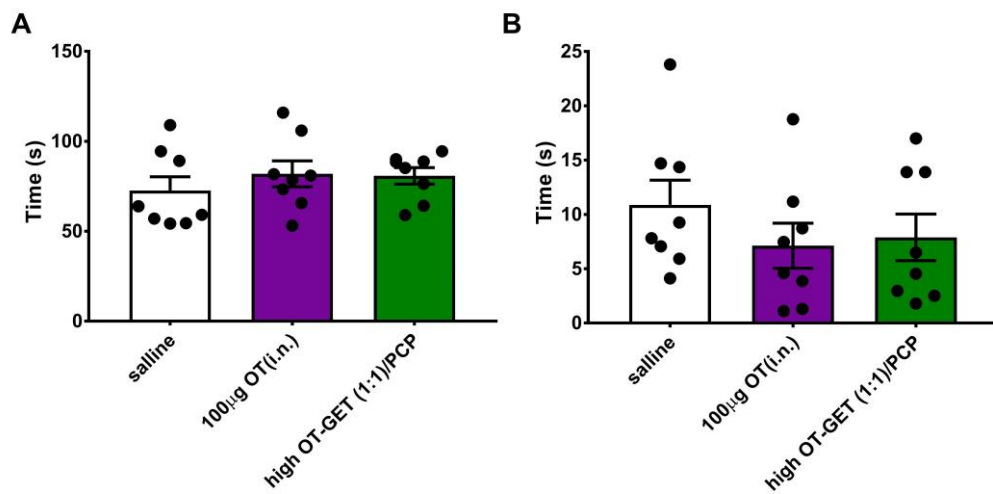 A
150
100
50
0
Time (s)
salline
100μg OT(i.n.)
high OT-GET (1:1)/PCP
B
25
20
15
10
5
0
Time (s)
salline
100μg OT(i.n.)
high OT-GET (1:1)/PCP